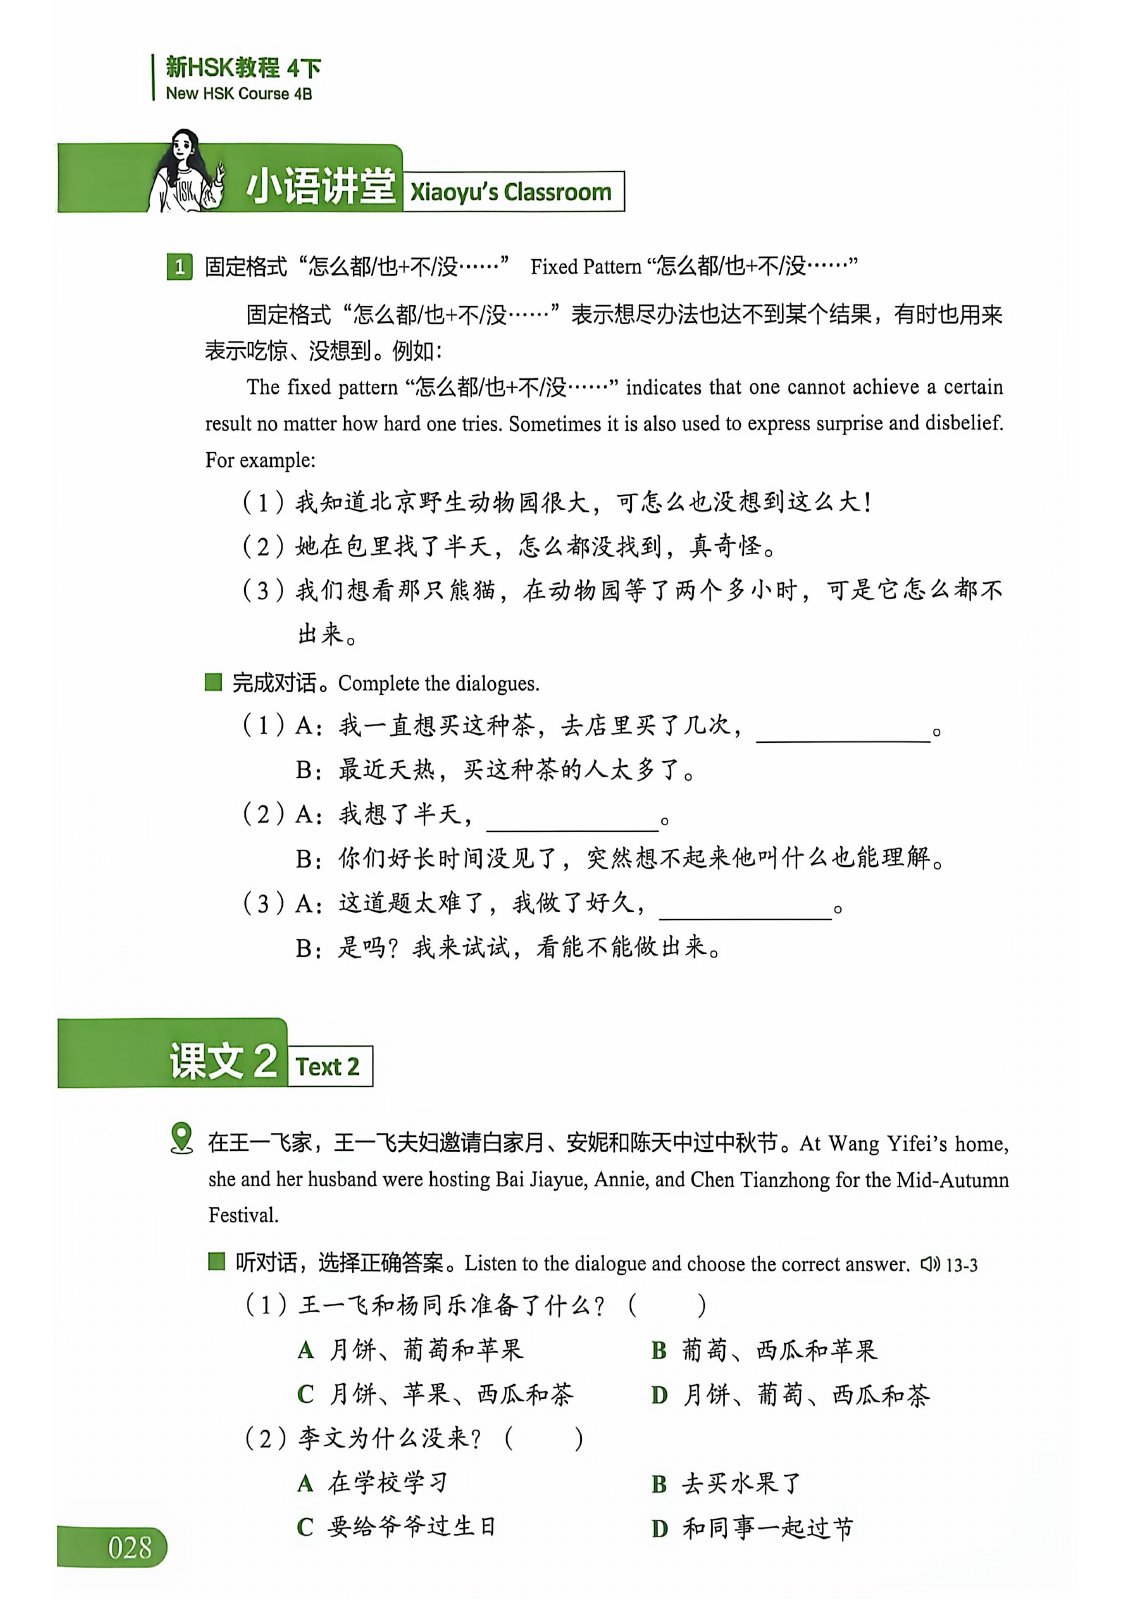 新HSK教程 4下
New HSK Course 4B
小语讲堂 Xiaoyu's Classroom
1 固定格式“怎么都/也+不/没……” Fixed Pattern “怎么都/也+不/没……”
固定格式“怎么都/也+不/没……”表示想尽办法也达不到某个结果，有时也用来
表示吃惊、没想到。例如：
The fixed pattern “怎么都/也+不/没……” indicates that one cannot achieve a certain
result no matter how hard one tries. Sometimes it is also used to express surprise and disbelief.
For example:
（1）我知道北京野生动物园很大，可怎么也没想到这么大！
（2）她在包里找了半天，怎么都没找到，真奇怪。
（3）我们想看那只熊猫，在动物园等了两个多小时，可是它怎么都不
出来。
完成对话。Complete the dialogues.
（1）A：我一直想买这种茶，去店里买了几次，______________。
B：最近天热，买这种茶的人太多了。
（2）A：我想了半天，______________。
B：你们好长时间没见了，突然想不起来他叫什么也能理解。
（3）A：这道题太难了，我做了好久，______________。
B：是吗？我来试试，看能不能做出来。
课文2 Text 2
在王一飞家，王一飞夫妇邀请白家月、安妮和陈天中过中秋节。At Wang Yifei's home,
she and her husband were hosting Bai Jiayue, Annie, and Chen Tianzhong for the Mid-Autumn
Festival.
听对话，选择正确答案。Listen to the dialogue and choose the correct answer. 13-3
（1）王一飞和杨同乐准备了什么？（ ）
A 月饼、葡萄和苹果 B 葡萄、西瓜和苹果
C 月饼、苹果、西瓜和茶 D 月饼、葡萄、西瓜和茶
（2）李文为什么没来？（ ）
A 在学校学习 B 去买水果了
C 要给爷爷过生日 D 和同事一起过节
028